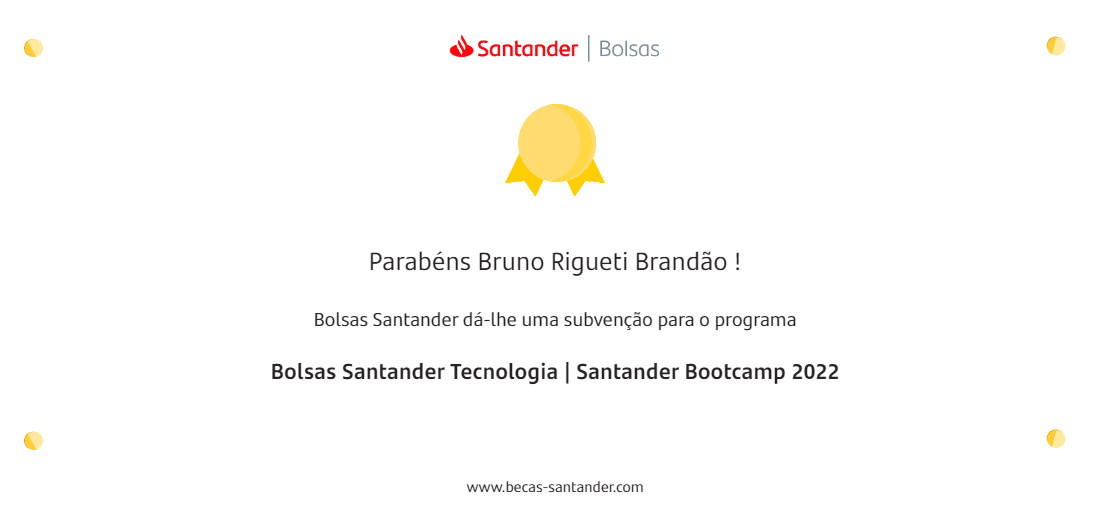 Santander | Bolsas
Parabéns Bruno Rigueti Brandão !
Bolsas Santander dá-lhe uma subvenção para o programa
Bolsas Santander Tecnologia | Santander Bootcamp 2022
www.becas-santander.com